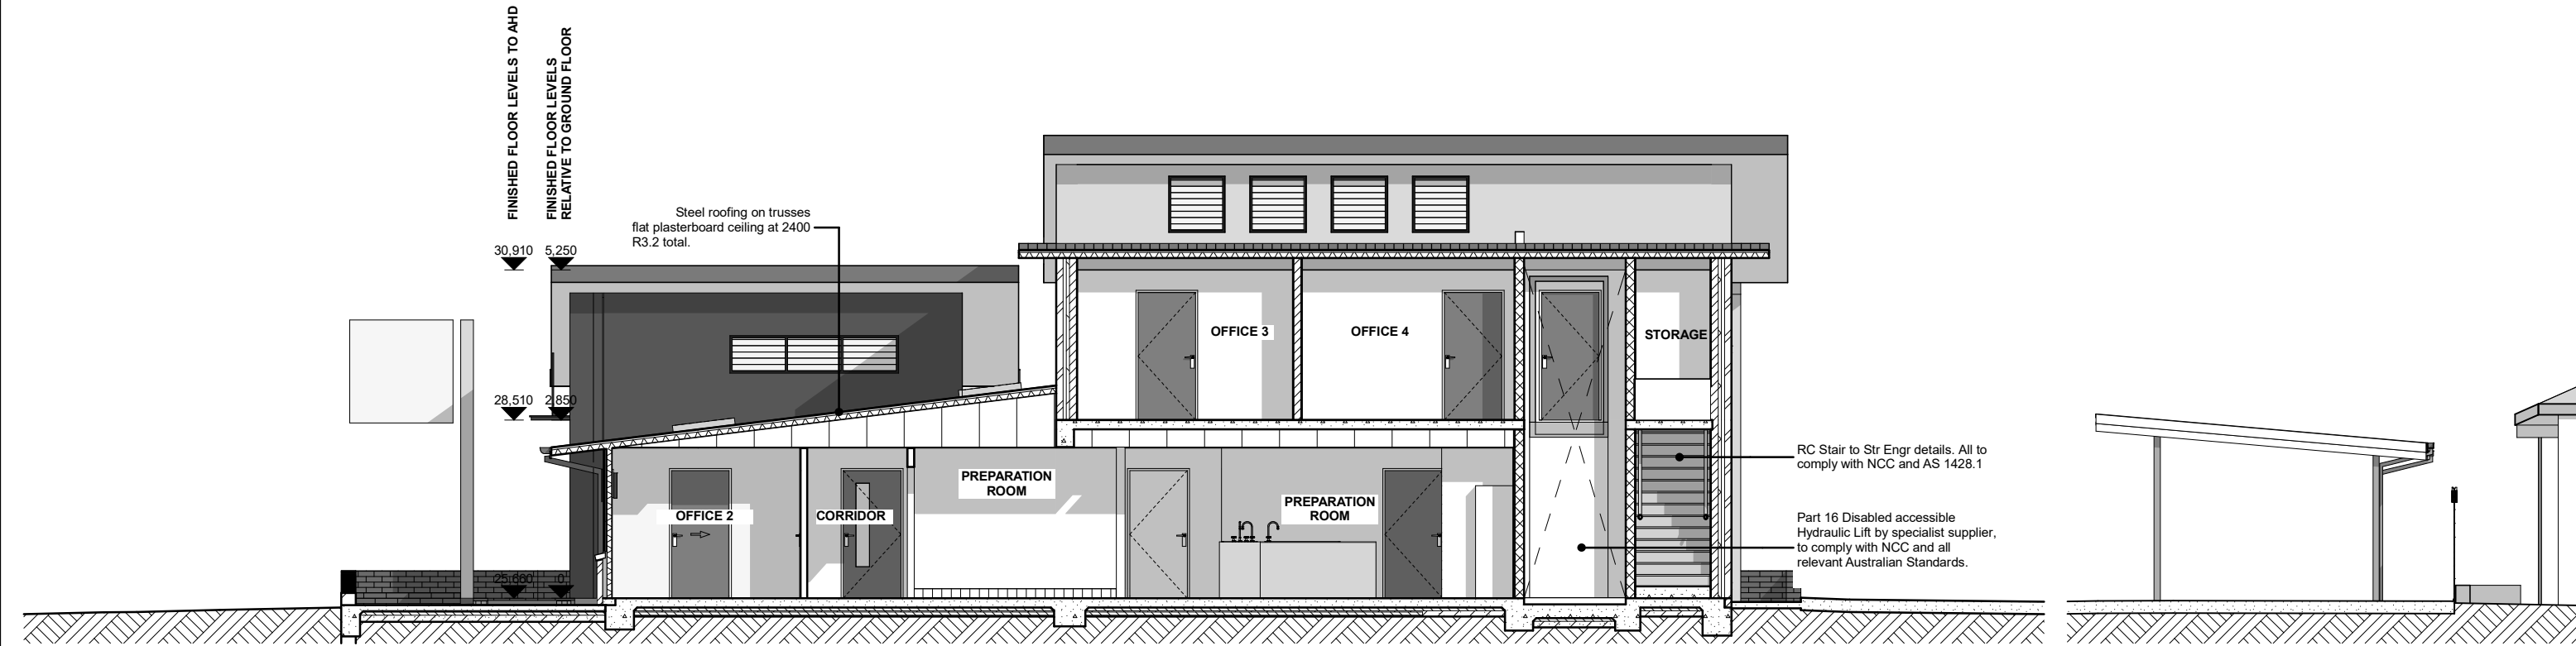 FINISHED FLOOR LEVELS TO AHD
FINISHED FLOOR LEVELS
RELATIVE TO GROUND FLOOR
Steel roofing on trusses
flat plasterboard ceiling at 2400
R3.2 total.
30,910 5,250
28,510 2,850
25,660 0
OFFICE 3
OFFICE 4
STORAGE
OFFICE 2
CORRIDOR
PREPARATION
ROOM
PREPARATION
ROOM
RC Stair to Str Engr details. All to
comply with NCC and AS 1428.1
Part 16 Disabled accessible
Hydraulic Lift by specialist supplier,
to comply with NCC and all
relevant Australian Standards.